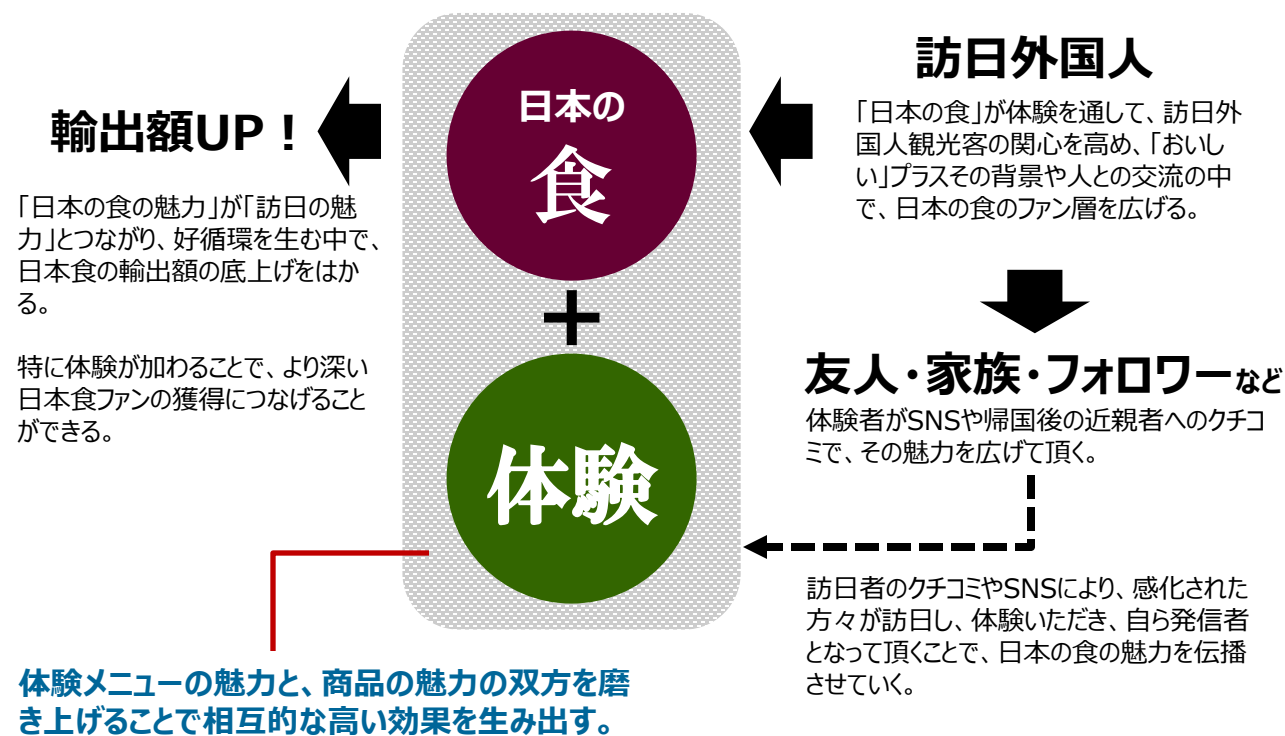 輸出額UP！
「日本の食の魅力」が「訪日の魅
力」とつながり、好循環を生む中で、
日本食の輸出額の底上げをはか
る。
特に体験が加わることで、より深い
日本食ファンの獲得につなげること
ができる。
日本の
食
＋
体験
訪日外国人
「日本の食」が体験を通して、訪日外
国人観光客の関心を高め、「おいし
い」プラスその背景や人との交流の中
で、日本の食のファン層を広げる。
友人・家族・フォロワーなど
体験者がSNSや帰国後の近親者へのクチコ
ミで、その魅力を広げて頂く。
訪日者のクチコミやSNSにより、感化された
方々が訪日し、体験いただき、自ら発信者
となって頂くことで、日本の食の魅力を伝播
させていく。
体験メニューの魅力と、商品の魅力の双方を磨
き上げることで相互的な高い効果を生み出す。